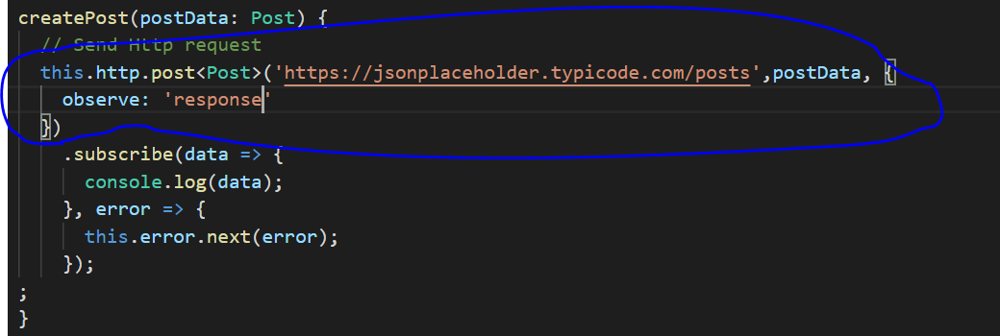 createPost(postData: Post) {
// Send Http request
this.http.post<Post>('https://jsonplaceholder.typicode.com/posts',postData, {
observe: 'response'
})
.subscribe(data => {
console.log(data);
}, error => {
this.error.next(error);
});
;
}